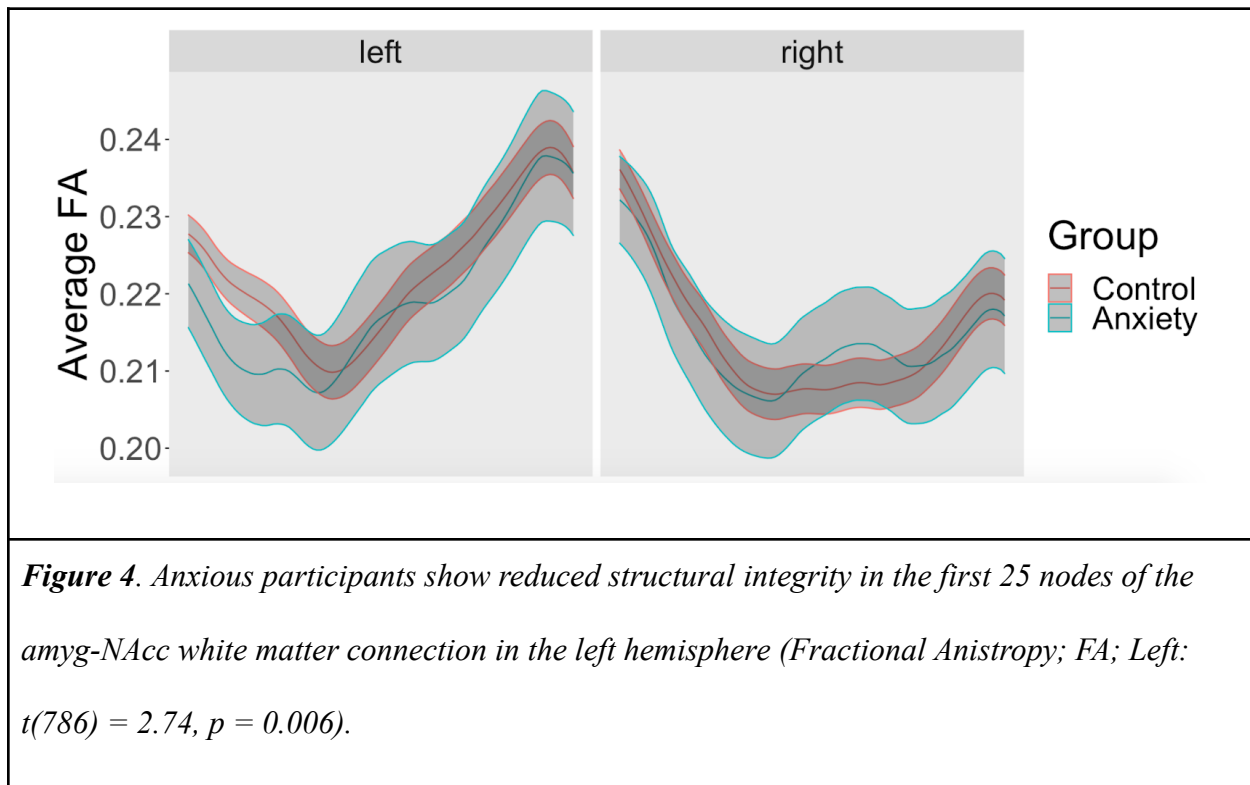 left
right
0.24
0.23
0.22
0.21
0.20
Average FA
Group
Control
Anxiety
Figure 4. Anxious participants show reduced structural integrity in the first 25 nodes of the
amyg-NAcc white matter connection in the left hemisphere (Fractional Anistropy; FA; Left:
t(786) = 2.74, p = 0.006).